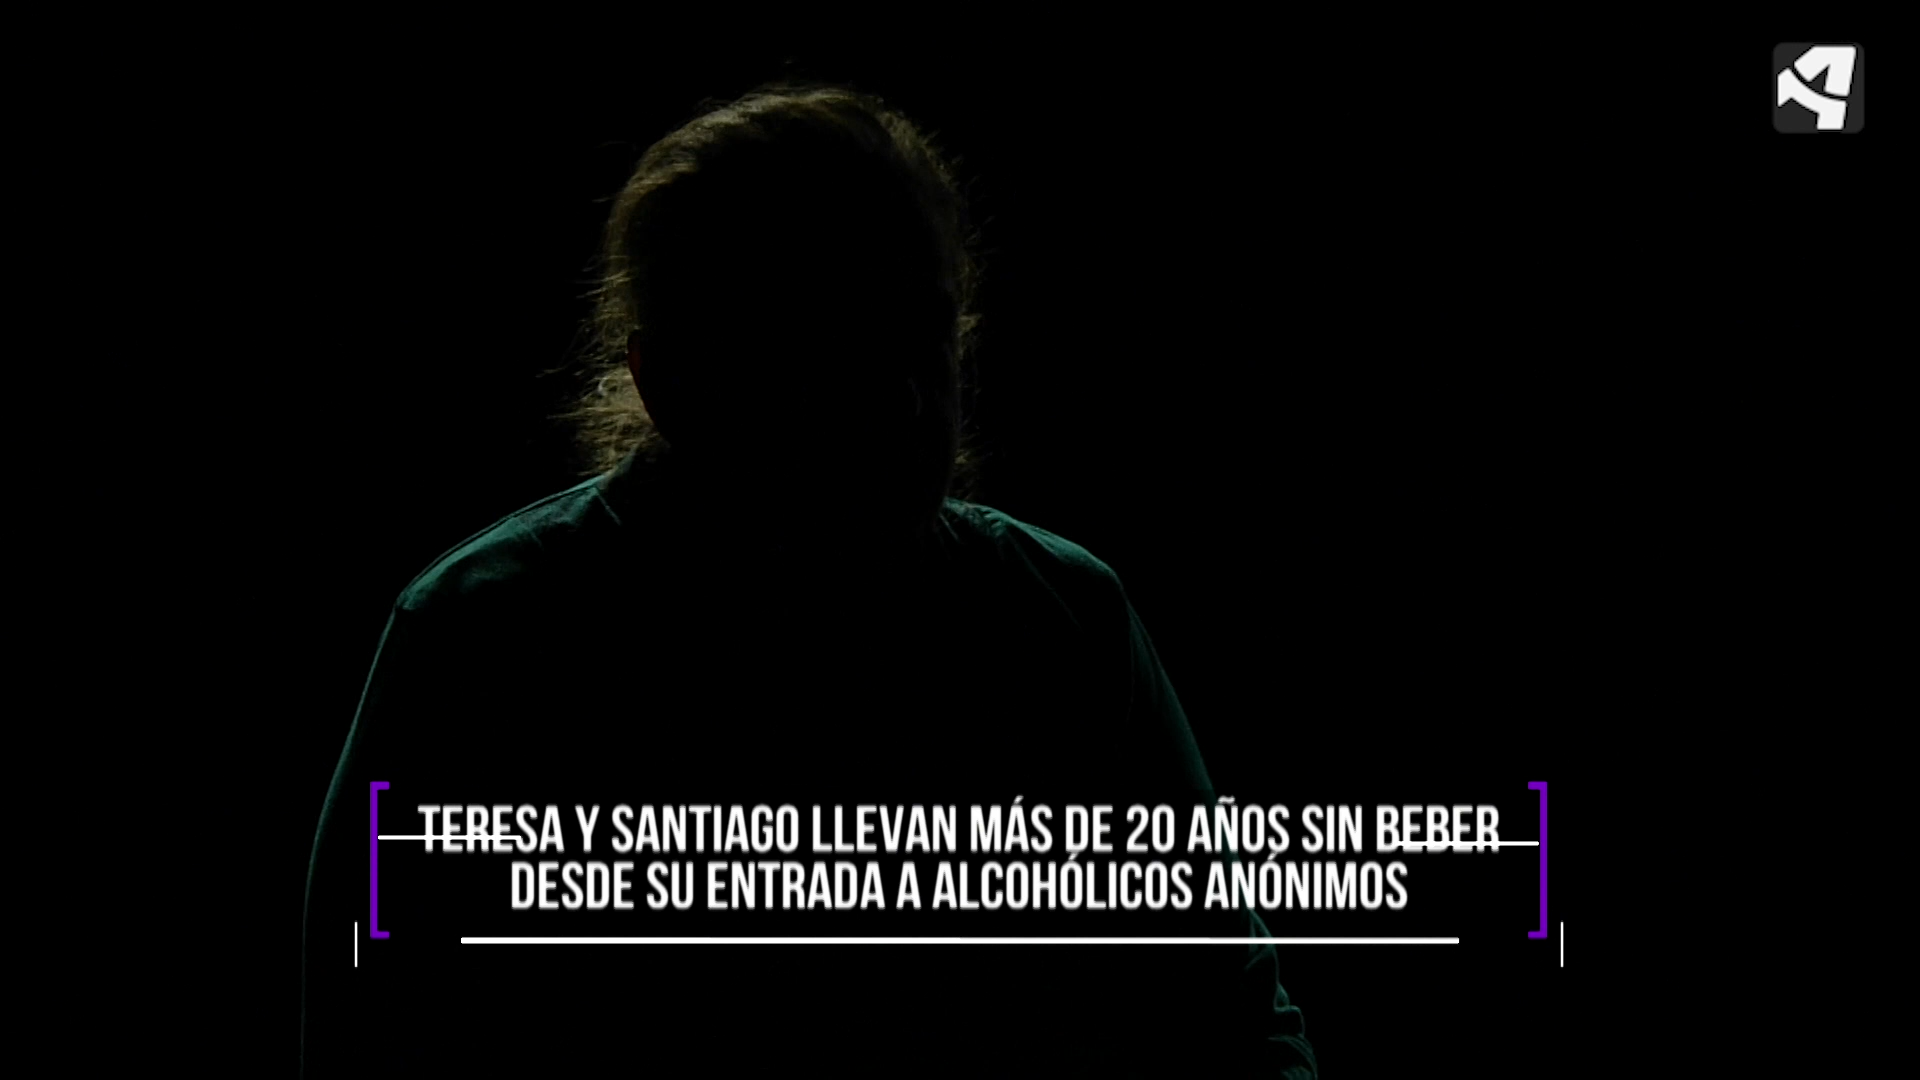 TERESA Y SANTIAGO LLEVAN MÁS DE 20 AÑOS SIN BEBER
DESDE SU ENTRADA A ALCOHÓLICOS ANÓNIMOS